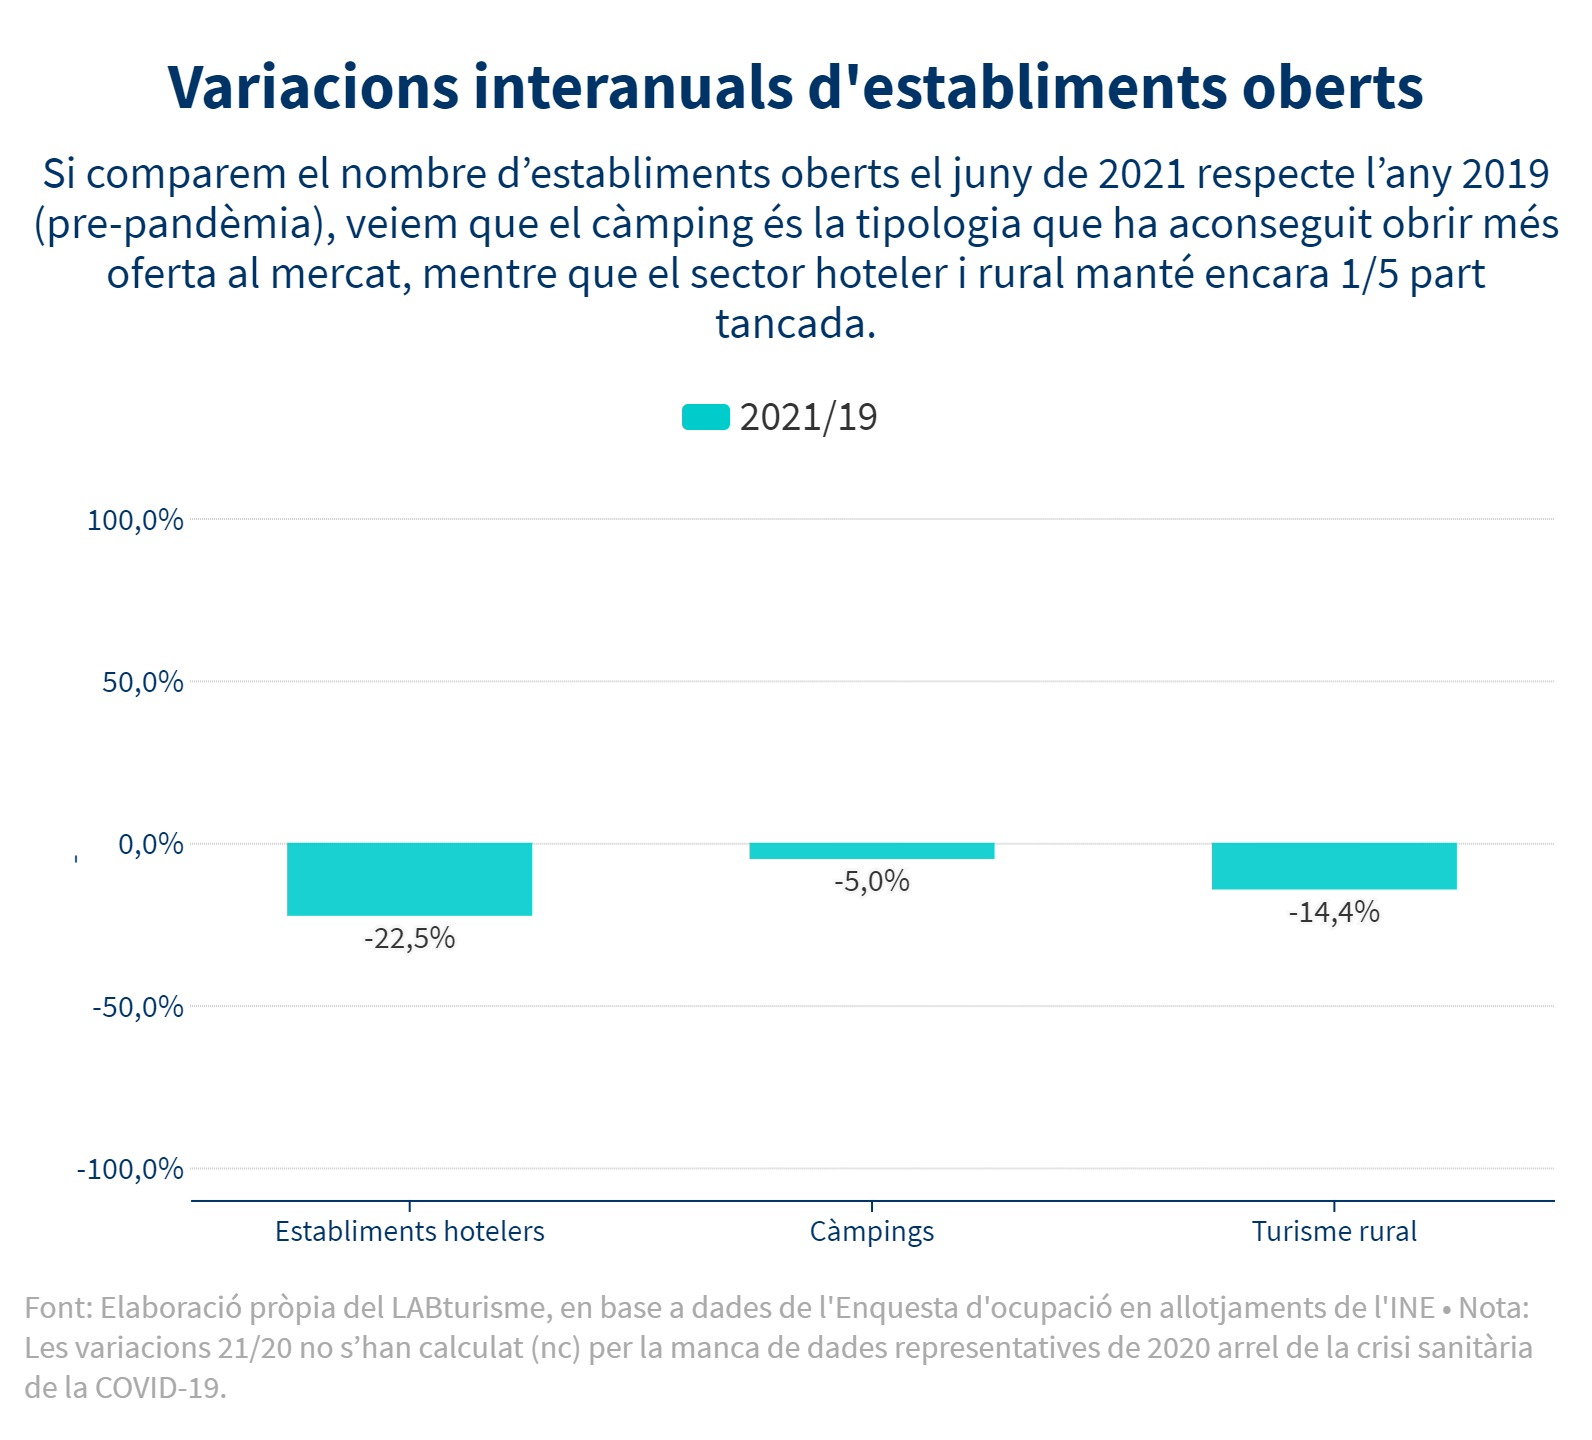 Variacions interanuals d'establiments oberts
Si comparem el nombre d’establiments oberts el juny de 2021 respecte l’any 2019
(pre-pandèmia), veiem que el càmping és la tipologia que ha aconseguit obrir més
oferta al mercat, mentre que el sector hoteler i rural manté encara 1/5 part
tancada.
2021/19
100,0%
50,0%
0,0%
-
-50,0%
-100,0%
-22,5%
-5,0%
-14,4%
Establiments hotelers
Càmpings
Turisme rural
Font: Elaboració pròpia del LABturisme, en base a dades de l'Enquesta d'ocupació en allotjaments de l'INE • Nota:
Les variacions 21/20 no s’han calculat (nc) per la manca de dades representatives de 2020 arrel de la crisi sanitària
de la COVID-19.